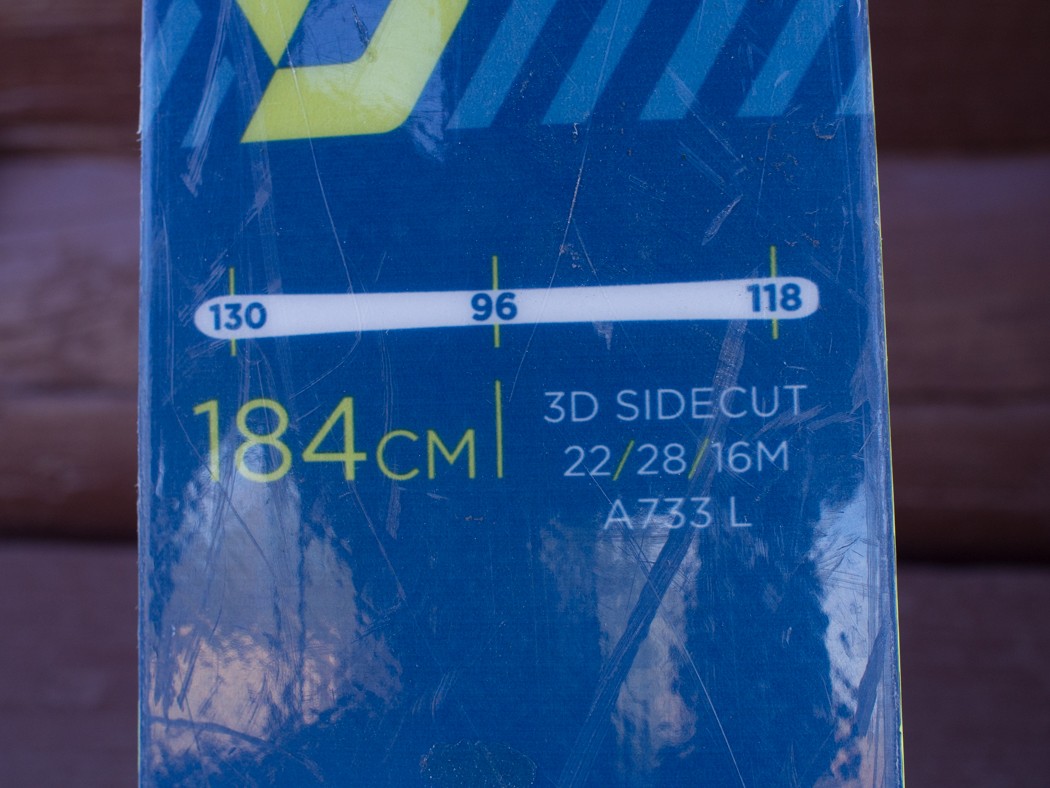 130 96 118
184CM
3D SIDECUT
22/28/16M
A733 L